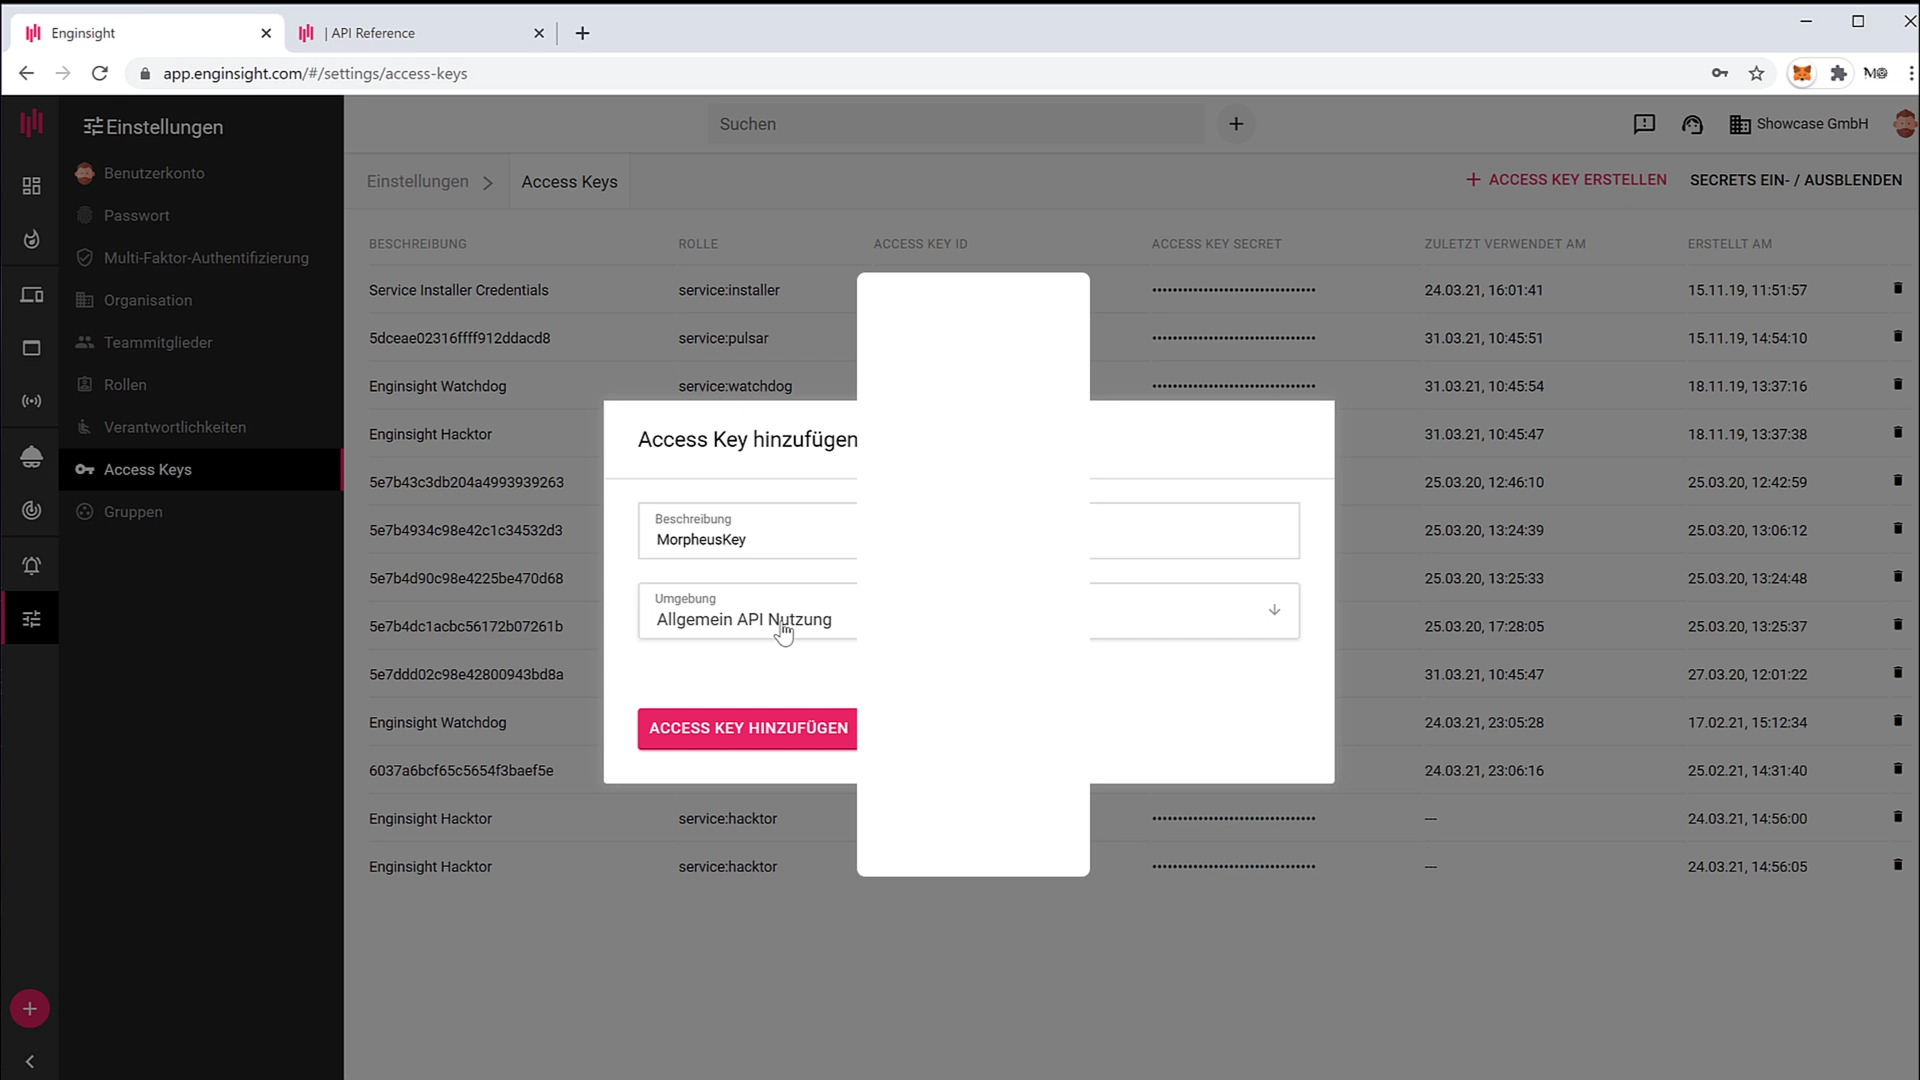 Enginsight
| API Reference
app.enginsight.com/#/settings/access-keys
Einstellungen
Suchen
Showcase GmbH
Benutzerkonto
Passwort
Multi-Faktor-Authentifizierung
Organisation
Teammitglieder
Rollen
Verantwortlichkeiten
Access Keys
Gruppen
Einstellungen > Access Keys
+ ACCESS KEY ERSTELLEN
SECRETS EIN- / AUSBLENDEN
BESCHREIBUNG ROLLE ACCESS KEY ID ACCESS KEY SECRET ZULETZT VERWENDET AM ERSTELLT AM
Service Installer Credentials service:installer •••••••••••••••••••••••••••••••• 24.03.21, 16:01:41 15.11.19, 11:51:57
5dceae02316ffff912ddacd8 service:pulsar •••••••••••••••••••••••••••••••• 31.03.21, 10:45:51 15.11.19, 14:54:10
Enginsight Watchdog service:watchdog •••••••••••••••••••••••••••••••• 31.03.21, 10:45:54 18.11.19, 13:37:16
Enginsight Hacktor 31.03.21, 10:45:47 18.11.19, 13:37:38
5e7b43c3db204a4993939263 25.03.20, 12:46:10 25.03.20, 12:42:59
5e7b4934c98e42c1c34532d3 25.03.20, 13:24:39 25.03.20, 13:06:12
5e7b4d90c98e4225be470d68 25.03.20, 13:25:33 25.03.20, 13:24:48
5e7b4dc1acbc56172b07261b 25.03.20, 17:28:05 25.03.20, 13:25:37
5e7ddd02c98e42800943bd8a 31.03.21, 10:45:47 27.03.20, 12:01:22
Enginsight Watchdog 24.03.21, 23:05:28 17.02.21, 15:12:34
6037a6bcf65c5654f3baef5e 24.03.21, 23:06:16 25.02.21, 14:31:40
Enginsight Hacktor service:hacktor •••••••••••••••••••••••••••••••• --- 24.03.21, 14:56:00
Enginsight Hacktor service:hacktor •••••••••••••••••••••••••••••••• --- 24.03.21, 14:56:05
Access Key hinzufügen
Beschreibung
MorpheusKey
Umgebung
Allgemein API Nutzung
ACCESS KEY HINZUFÜGEN